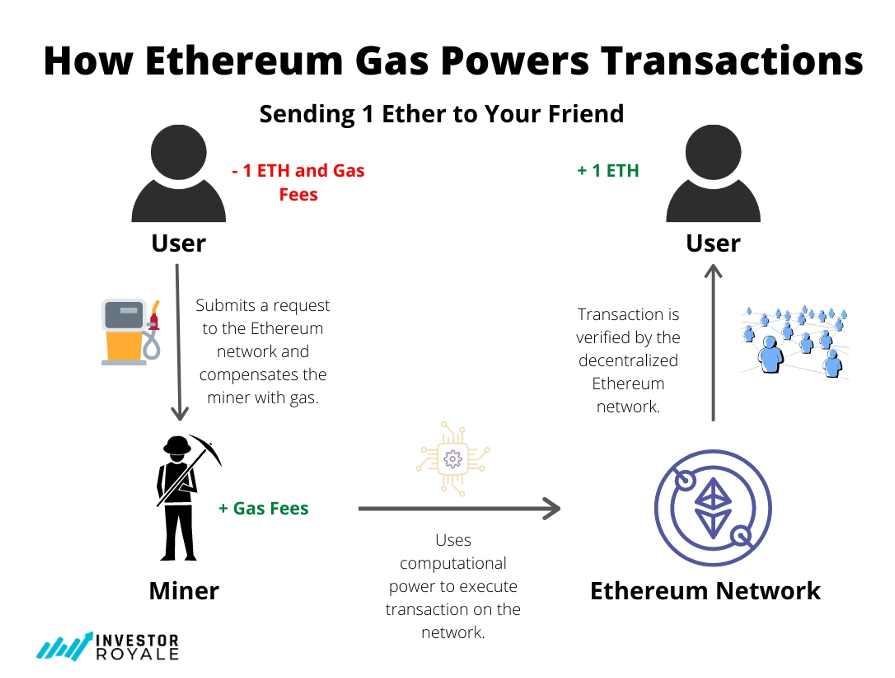 How Ethereum Gas Powers Transactions
Sending 1 Ether to Your Friend
- 1 ETH and Gas
Fees
+ 1 ETH
User
User
Submits a request
to the Ethereum
network and
compensates the
miner with gas.
Transaction is
verified by the
decentralized
Ethereum
network.
+ Gas Fees
Miner
Uses
computational
power to execute
transaction on the
network.
Ethereum Network
INVESTOR
ROYALE